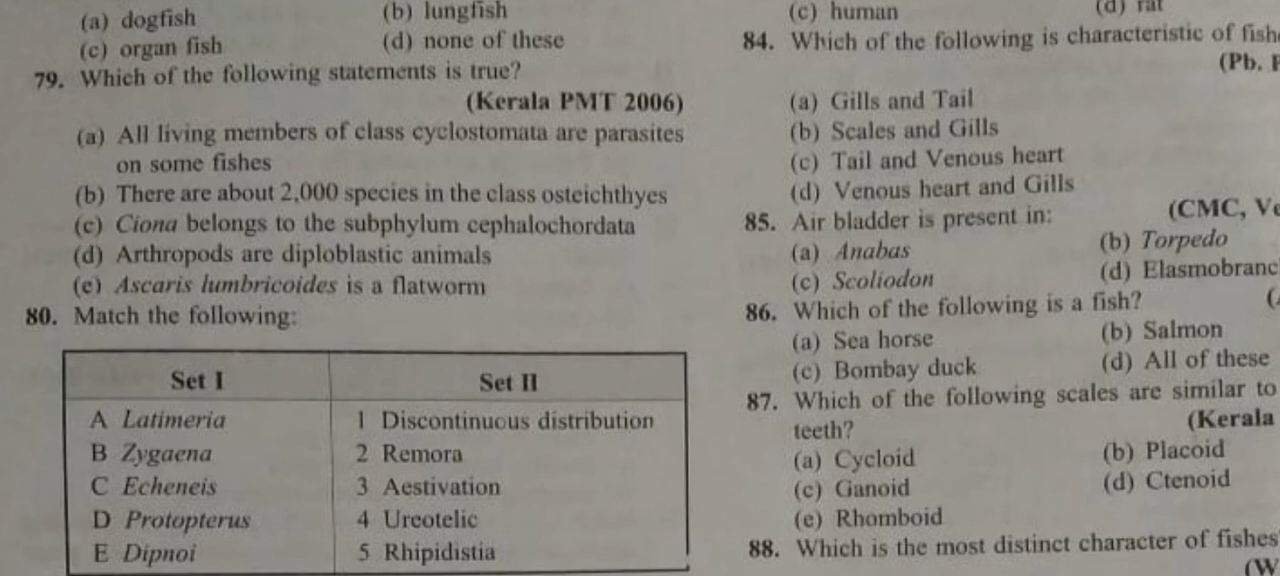 (a) dogfish (b) lungfish
(c) organ fish (d) none of these
79. Which of the following statements is true?
(Kerala PMT 2006)
(a) All living members of class cyclostomata are parasites
on some fishes
(b) There are about 2,000 species in the class osteichthyes
(c) Ciona belongs to the subphylum cephalochordata
(d) Arthropods are diploblastic animals
(e) Ascaris lumbricoides is a flatworm
80. Match the following:
Set I Set II
A Latimeria 1 Discontinuous distribution
B Zygaena 2 Remora
C Echeneis 3 Aestivation
D Protopterus 4 Ureotelic
E Dipnoi 5 Rhipidistia
(c) human (d) rat
84. Which of the following is characteristic of
(Pb.
(a) Gills and Tail
(b) Scales and Gills
(c) Tail and Venous heart
(d) Venous heart and Gills
(CMC,
85. Air bladder is present in:
(a) Anabas (b) Torpedo
(c) Scoliodon (d) Elasmobranc
86. Which of the following is a fish?
(a) Sea horse (b) Salmon
(c) Bombay duck (d) All of these
87. Which of the following scales are similar to
teeth? (Kerala
(a) Cycloid (b) Placoid
(c) Ganoid (d) Ctenoid
(e) Rhomboid
88. Which is the most distinct character of fishes
(W